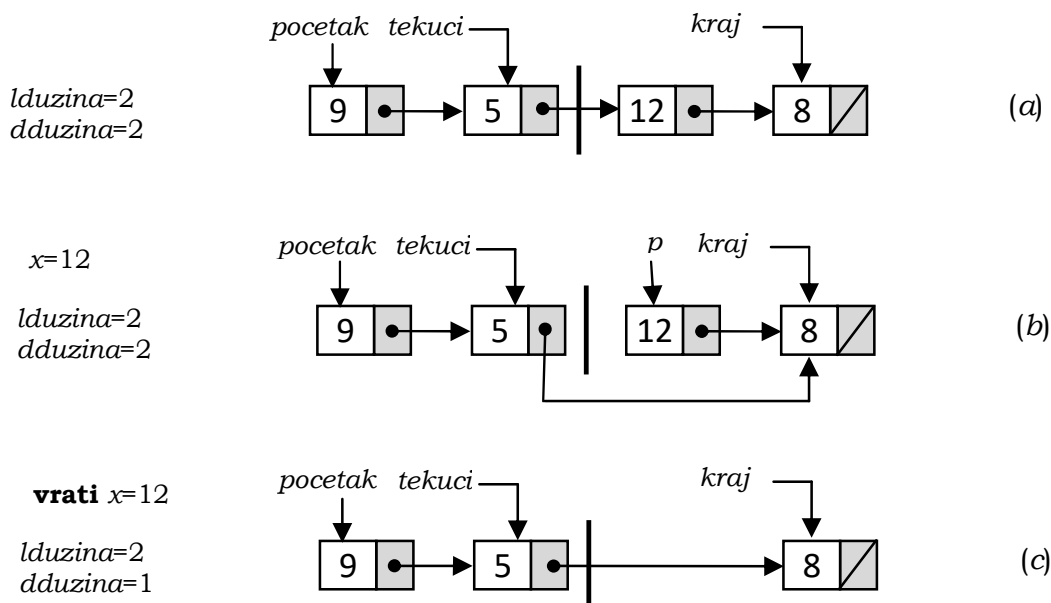 pocetak tekuci kraj
lduzina=2
dduzina=2
9 5 12 8
(a)
x=12
pocetak tekuci p kraj
lduzina=2
dduzina=2
9 5 12 8
(b)
vrati x=12
pocetak tekuci kraj
lduzina=2
dduzina=1
9 5 8
(c)